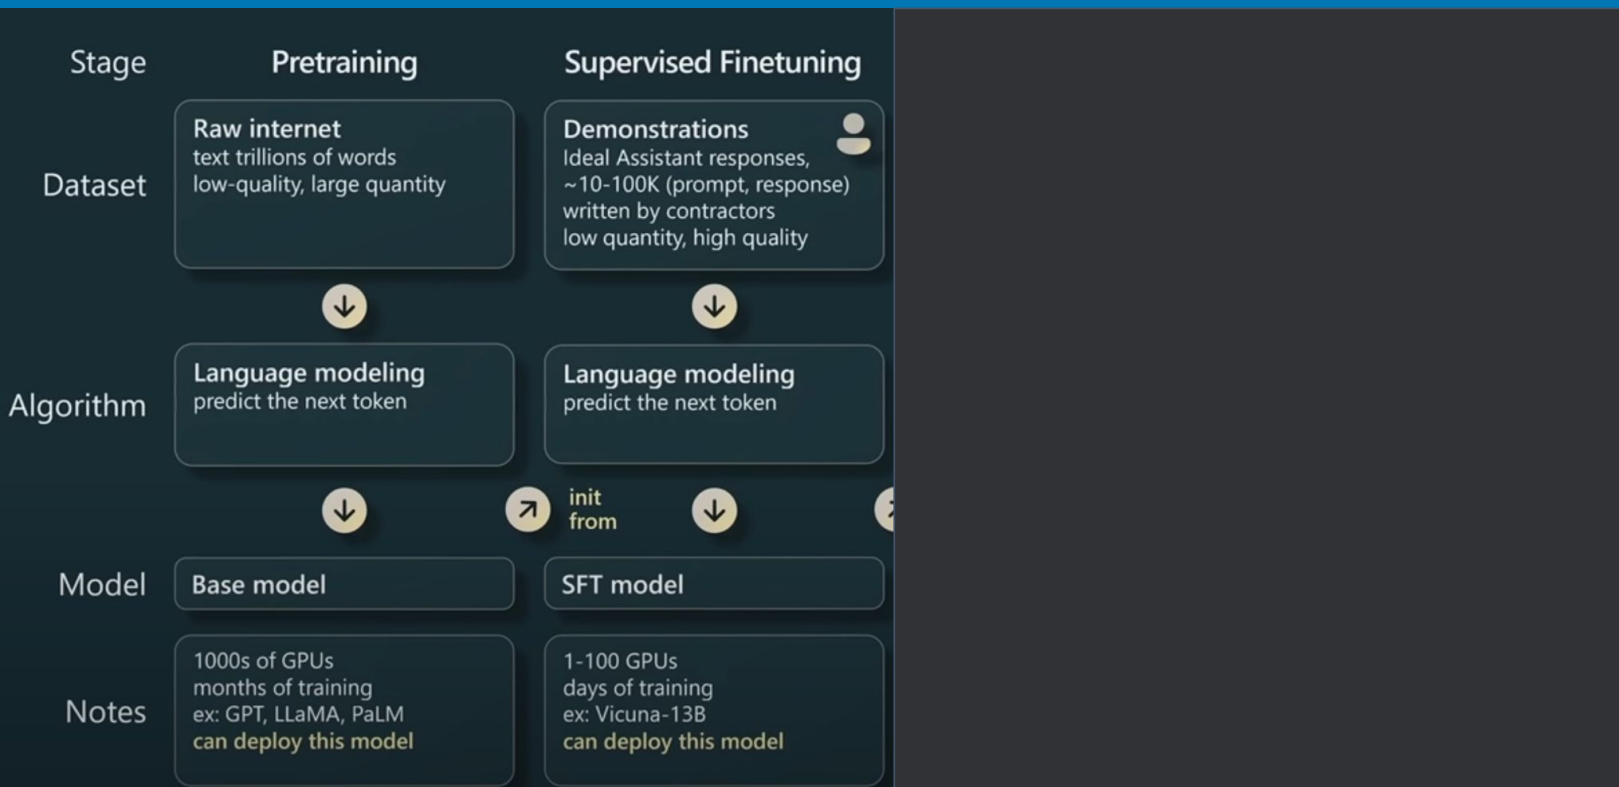 Stage
Pretraining
Supervised Finetuning
Dataset
Raw internet
text trillions of words
low-quality, large quantity
Demonstrations
Ideal Assistant responses,
~10-100K (prompt, response)
written by contractors
low quantity, high quality
Algorithm
Language modeling
predict the next token
Language modeling
predict the next token
init
from
Model
Base model
SFT model
Notes
1000s of GPUs
months of training
ex: GPT, LLaMA, PaLM
can deploy this model
1-100 GPUs
days of training
ex: Vicuna-13B
can deploy this model